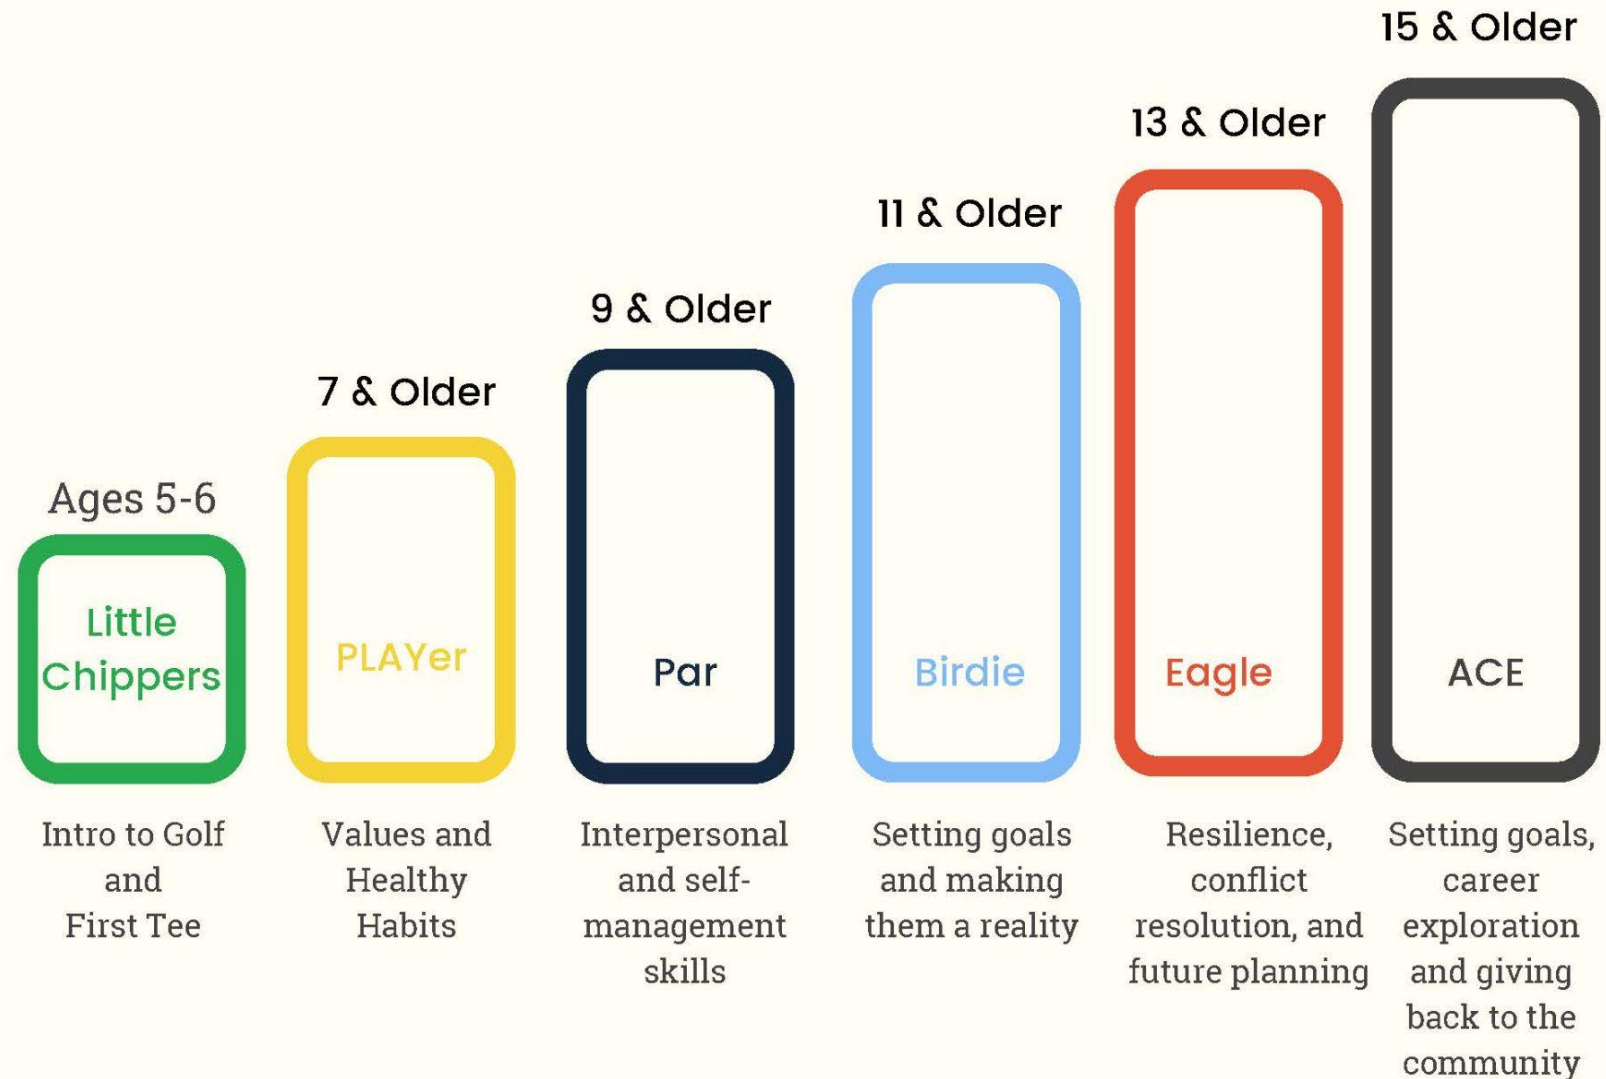 Ages 5-6
Little
Chippers
Intro to Golf
and
First Tee
7 & Older
PLAYer
Values and
Healthy
Habits
9 & Older
Par
Interpersonal
and self-
management
skills
11 & Older
Birdie
Setting goals
and making
them a reality
13 & Older
Eagle
Resilience,
conflict
resolution, and
future planning
15 & Older
ACE
Setting goals,
career
exploration
and giving
back to the
community